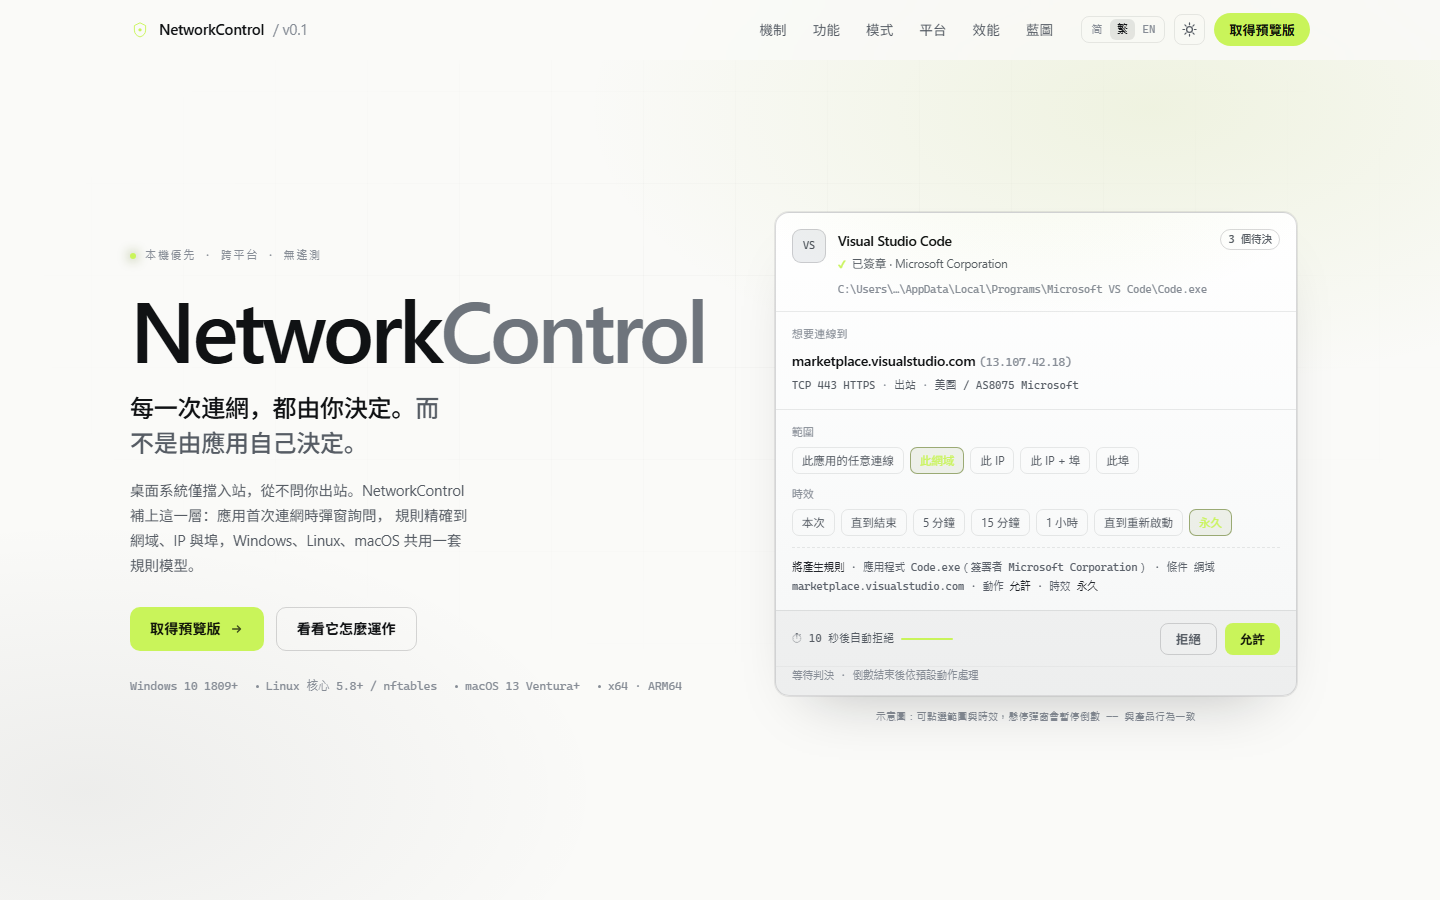 NetworkControl / v0.1
機制 功能 模式 平台 效能 藍圖
简 繁 EN
取得預覽版
本機優先 · 跨平台 · 無遙測
NetworkControl
每一次連網，都由你決定。而
不是由應用自己決定。
桌面系統僅擋入站，從不問你出站。NetworkControl
補上這一層：應用首次連網時彈窗詢問， 規則精確到
網域、IP 與埠，Windows、Linux、macOS 共用一套
規則模型。
取得預覽版 →
看看它怎麼運作
Windows 10 1809+ • Linux 核心 5.8+ / nftables • macOS 13 Ventura+ • x64 · ARM64
VS
Visual Studio Code
3 個待決
✓ 已簽章 · Microsoft Corporation
C:\Users\…\AppData\Local\Programs\Microsoft VS Code\Code.exe
想要連線到
marketplace.visualstudio.com (13.107.42.18)
TCP 443 HTTPS · 出站 · 美國 / AS8075 Microsoft
範圍
此應用的任意連線 此網域 此 IP 此 IP + 埠 此埠
時效
本次 直到結束 5 分鐘 15 分鐘 1 小時 直到重新啟動 永久
將產生規則 · 應用程式 Code.exe（簽署者 Microsoft Corporation） · 條件 網域
marketplace.visualstudio.com · 動作 允許 · 時效 永久
⏱ 10 秒後自動拒絕
拒絕 允許
等待判決 · 倒數結束後依預設動作處理
示意圖：可點選範圍與時效，懸停彈窗會暫停倒數 —— 與產品行為一致